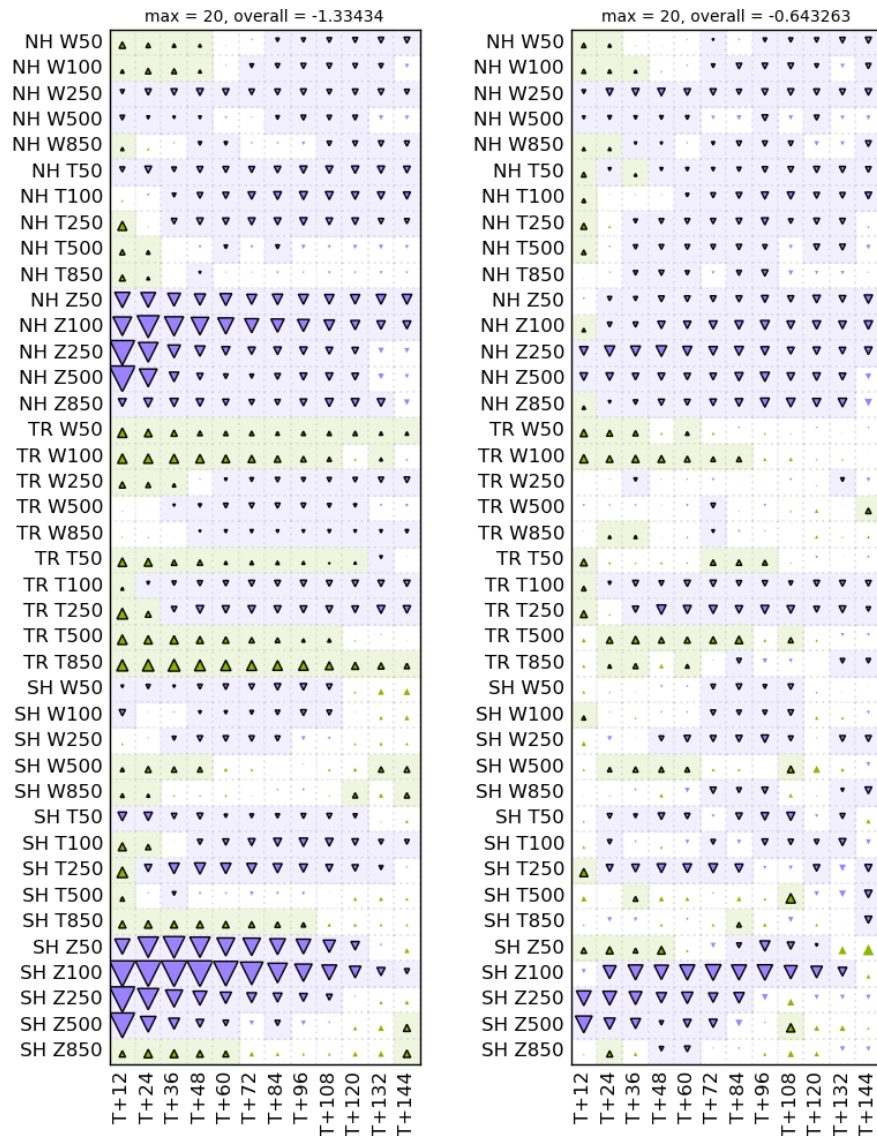 max = 20, overall = -1.33434
NH W50
NH W100
NH W250
NH W500
NH W850
NH T50
NH T100
NH T250
NH T500
NH T850
NH Z50
NH Z100
NH Z250
NH Z500
NH Z850
TR W50
TR W100
TR W250
TR W500
TR W850
TR T50
TR T100
TR T250
TR T500
TR T850
SH W50
SH W100
SH W250
SH W500
SH W850
SH T50
SH T100
SH T250
SH T500
SH T850
SH Z50
SH Z100
SH Z250
SH Z500
SH Z850
T+12
T+24
T+36
T+48
T+60
T+72
T+84
T+96
T+108
T+120
T+132
T+144
max = 20, overall = -0.643263
NH W50
NH W100
NH W250
NH W500
NH W850
NH T50
NH T100
NH T250
NH T500
NH T850
NH Z50
NH Z100
NH Z250
NH Z500
NH Z850
TR W50
TR W100
TR W250
TR W500
TR W850
TR T50
TR T100
TR T250
TR T500
TR T850
SH W50
SH W100
SH W250
SH W500
SH W850
SH T50
SH T100
SH T250
SH T500
SH T850
SH Z50
SH Z100
SH Z250
SH Z500
SH Z850
T+12
T+24
T+36
T+48
T+60
T+72
T+84
T+96
T+108
T+120
T+132
T+144